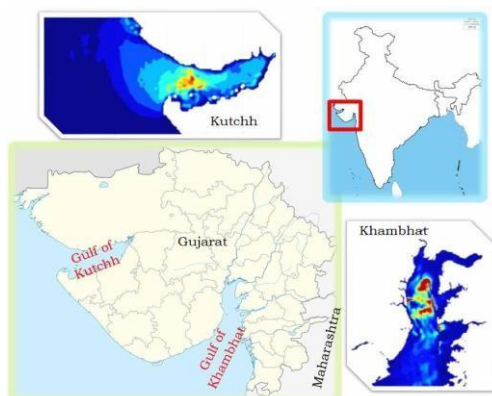 Kutchh
Gujarat
Gulf of
Kutchh
Gulf of
Khambhat
Maharashtra
Khambhat